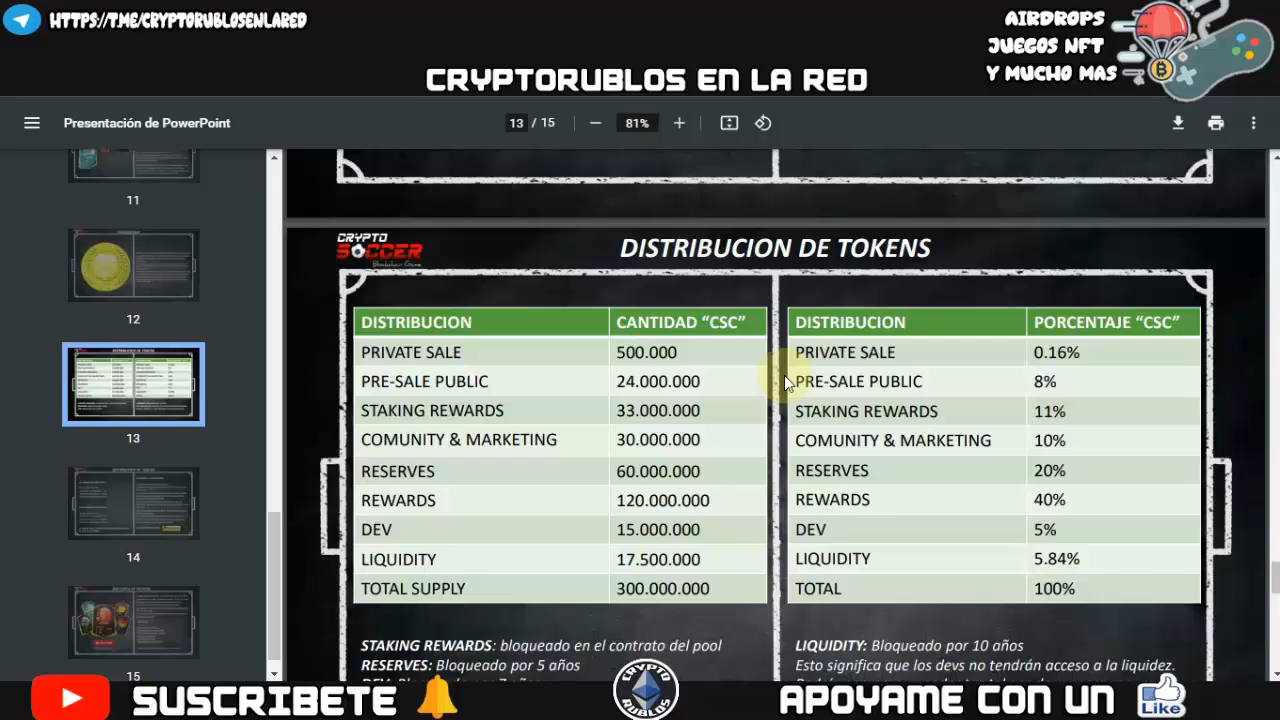 HTTPS://T.ME/CRYPTORUBLOSENLARED
AIRDROPS
JUEGOS NFT
Y MUCHO MAS
CRYPTORUBLOS EN LA RED
Presentación de PowerPoint
13 / 15
81%
11
12
13
14
15
CRYPTO
SOCCER
Blockchain Game
DISTRIBUCION DE TOKENS
DISTRIBUCION CANTIDAD “CSC”
PRIVATE SALE 500.000
PRE-SALE PUBLIC 24.000.000
STAKING REWARDS 33.000.000
COMUNITY & MARKETING 30.000.000
RESERVES 60.000.000
REWARDS 120.000.000
DEV 15.000.000
LIQUIDITY 17.500.000
TOTAL SUPPLY 300.000.000
DISTRIBUCION PORCENTAJE “CSC”
PRIVATE SALE 0.16%
PRE-SALE PUBLIC 8%
STAKING REWARDS 11%
COMUNITY & MARKETING 10%
RESERVES 20%
REWARDS 40%
DEV 5%
LIQUIDITY 5.84%
TOTAL 100%
STAKING REWARDS: bloqueado en el contrato del pool
RESERVES: Bloqueado por 5 años
LIQUIDITY: Bloqueado por 10 años
Esto significa que los devs no tendrán acceso a la liquidez.
SUSCRIBETE
CRYPTO
RUBLOS
APOYAME CON UN
Like